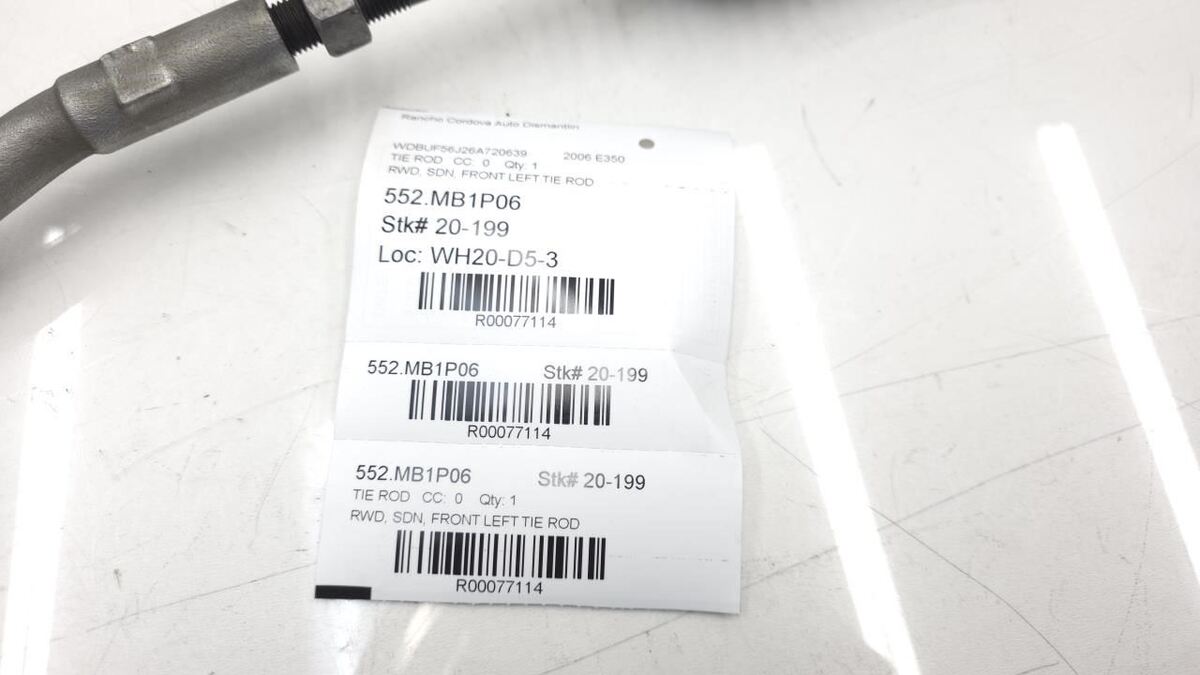 Rancho Cordova Auto Dismantlin
WDBUF56J26A720639 2006 E350
TIE ROD CC: 0 Qty: 1
RWD, SDN, FRONT LEFT TIE ROD
552.MB1P06
Stk# 20-199
Loc: WH20-D5-3
R00077114
552.MB1P06 Stk# 20-199
R00077114
552.MB1P06 Stk# 20-199
TIE ROD CC: 0 Qty: 1
RWD, SDN, FRONT LEFT TIE ROD
R00077114